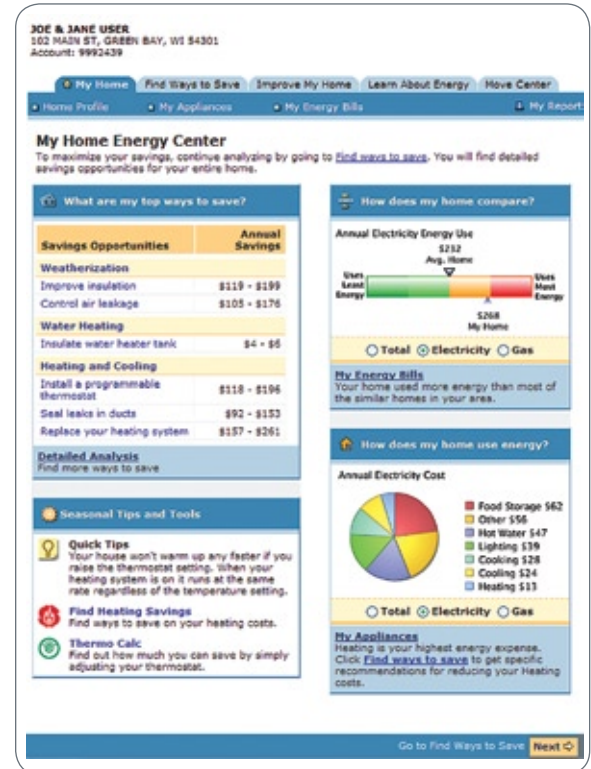 JOE & JANE USER
102 MAIN ST, GREEN BAY, WI 54301
Account: 9992439
My Home
Find Ways to Save
Improve My Home
Learn About Energy
Move Center
Home Profile
My Appliances
My Energy Bills
My Report
My Home Energy Center
To maximize your savings, continue analyzing by going to Find ways to save. You will find detailed
savings opportunities for your entire home.
What are my top ways to save?
Savings Opportunities
Annual
Savings
Weatherization
Improve insulation $119 - $199
Control air leakage $105 - $176
Water Heating
Insulate water heater tank $4 - $6
Heating and Cooling
Install a programmable
thermostat $118 - $196
Seal leaks in ducts $92 - $153
Replace your heating system $157 - $261
Detailed Analysis
Find more ways to save
Seasonal Tips and Tools
Quick Tips
Your house won't warm up any faster if you
raise the thermostat setting. When your
heating system is on it runs at the same
rate regardless of the temperature setting.
Find Heating Savings
Find ways to save on your heating costs.
Thermo Calc
Find out how much you can save by simply
adjusting your thermostat.
How does my home compare?
Annual Electricity Energy Use
$232
Avg. Home
Uses
Least
Energy
Uses
Most
Energy
$268
My Home
Total Electricity Gas
My Energy Bills
Your home used more energy than most of
the similar homes in your area.
How does my home use energy?
Annual Electricity Cost
Food Storage $62
Other $56
Hot Water $47
Lighting $39
Cooking $28
Cooling $24
Heating $13
Total Electricity Gas
My Appliances
Heating is your highest energy expense.
Click Find ways to save to get specific
recommendations for reducing your Heating
costs.
Go to Find Ways to Save
Next